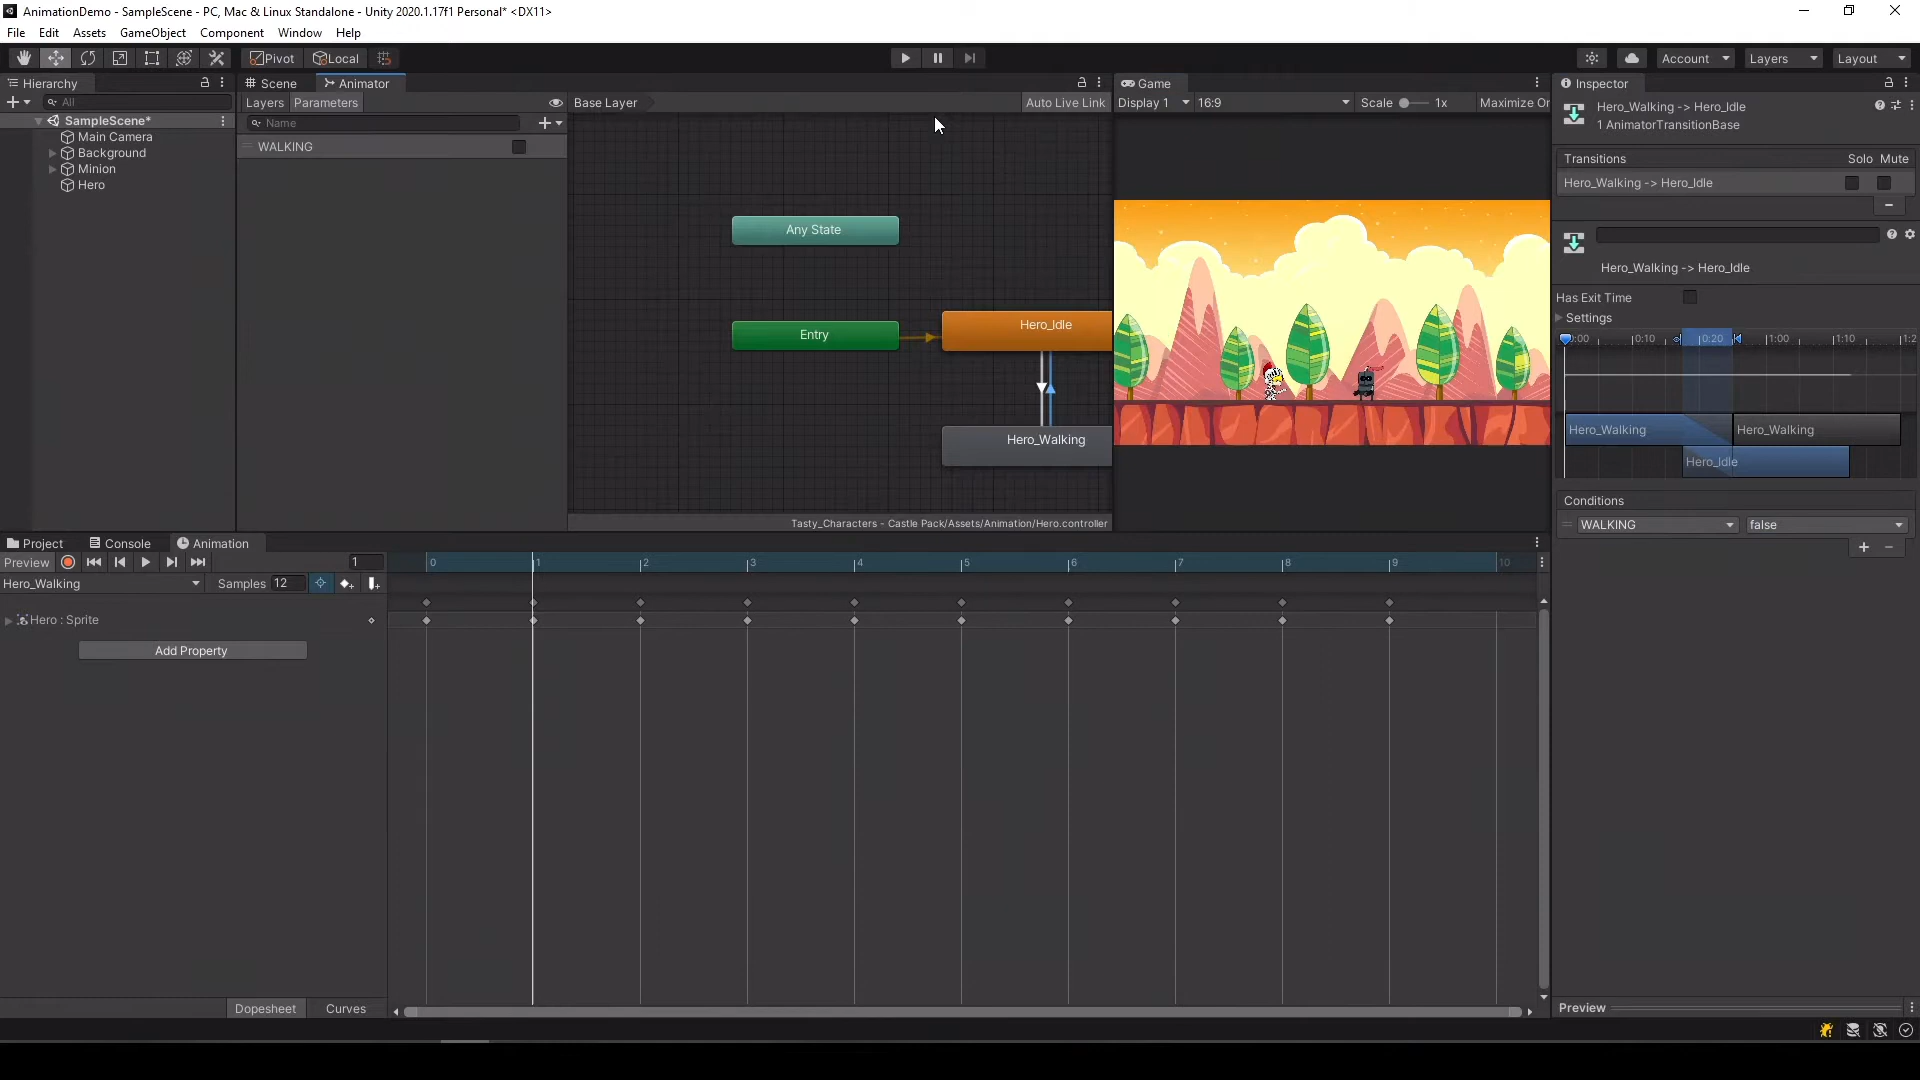 AnimationDemo - SampleScene - PC, Mac & Linux Standalone - Unity 2020.1.17f1 Personal* <DX11>
File Edit Assets GameObject Component Window Help
Pivot Local Account Layers Layout
Hierarchy
All
SampleScene*
Main Camera
Background
Minion
Hero
Scene Animator
Layers Parameters Base Layer Auto Live Link
Name
WALKING
Any State
Entry
Hero_Idle
Hero_Walking
Tasty_Characters - Castle Pack/Assets/Animation/Hero.controller
Game
Display 1 16:9 Scale 1x Maximize On
Inspector
Hero_Walking -> Hero_Idle
1 AnimatorTransitionBase
Transitions Solo Mute
Hero_Walking -> Hero_Idle
Hero_Walking -> Hero_Idle
Has Exit Time
Settings
0:00 0:10 0:20 1:00 1:10 1:2
Hero_Walking Hero_Walking
Hero_Idle
Conditions
WALKING false
Project Console Animation
Preview 1 0 1 2 3 4 5 6 7 8 9 10
Hero_Walking Samples 12
Hero : Sprite
Add Property
Dopesheet Curves
Preview